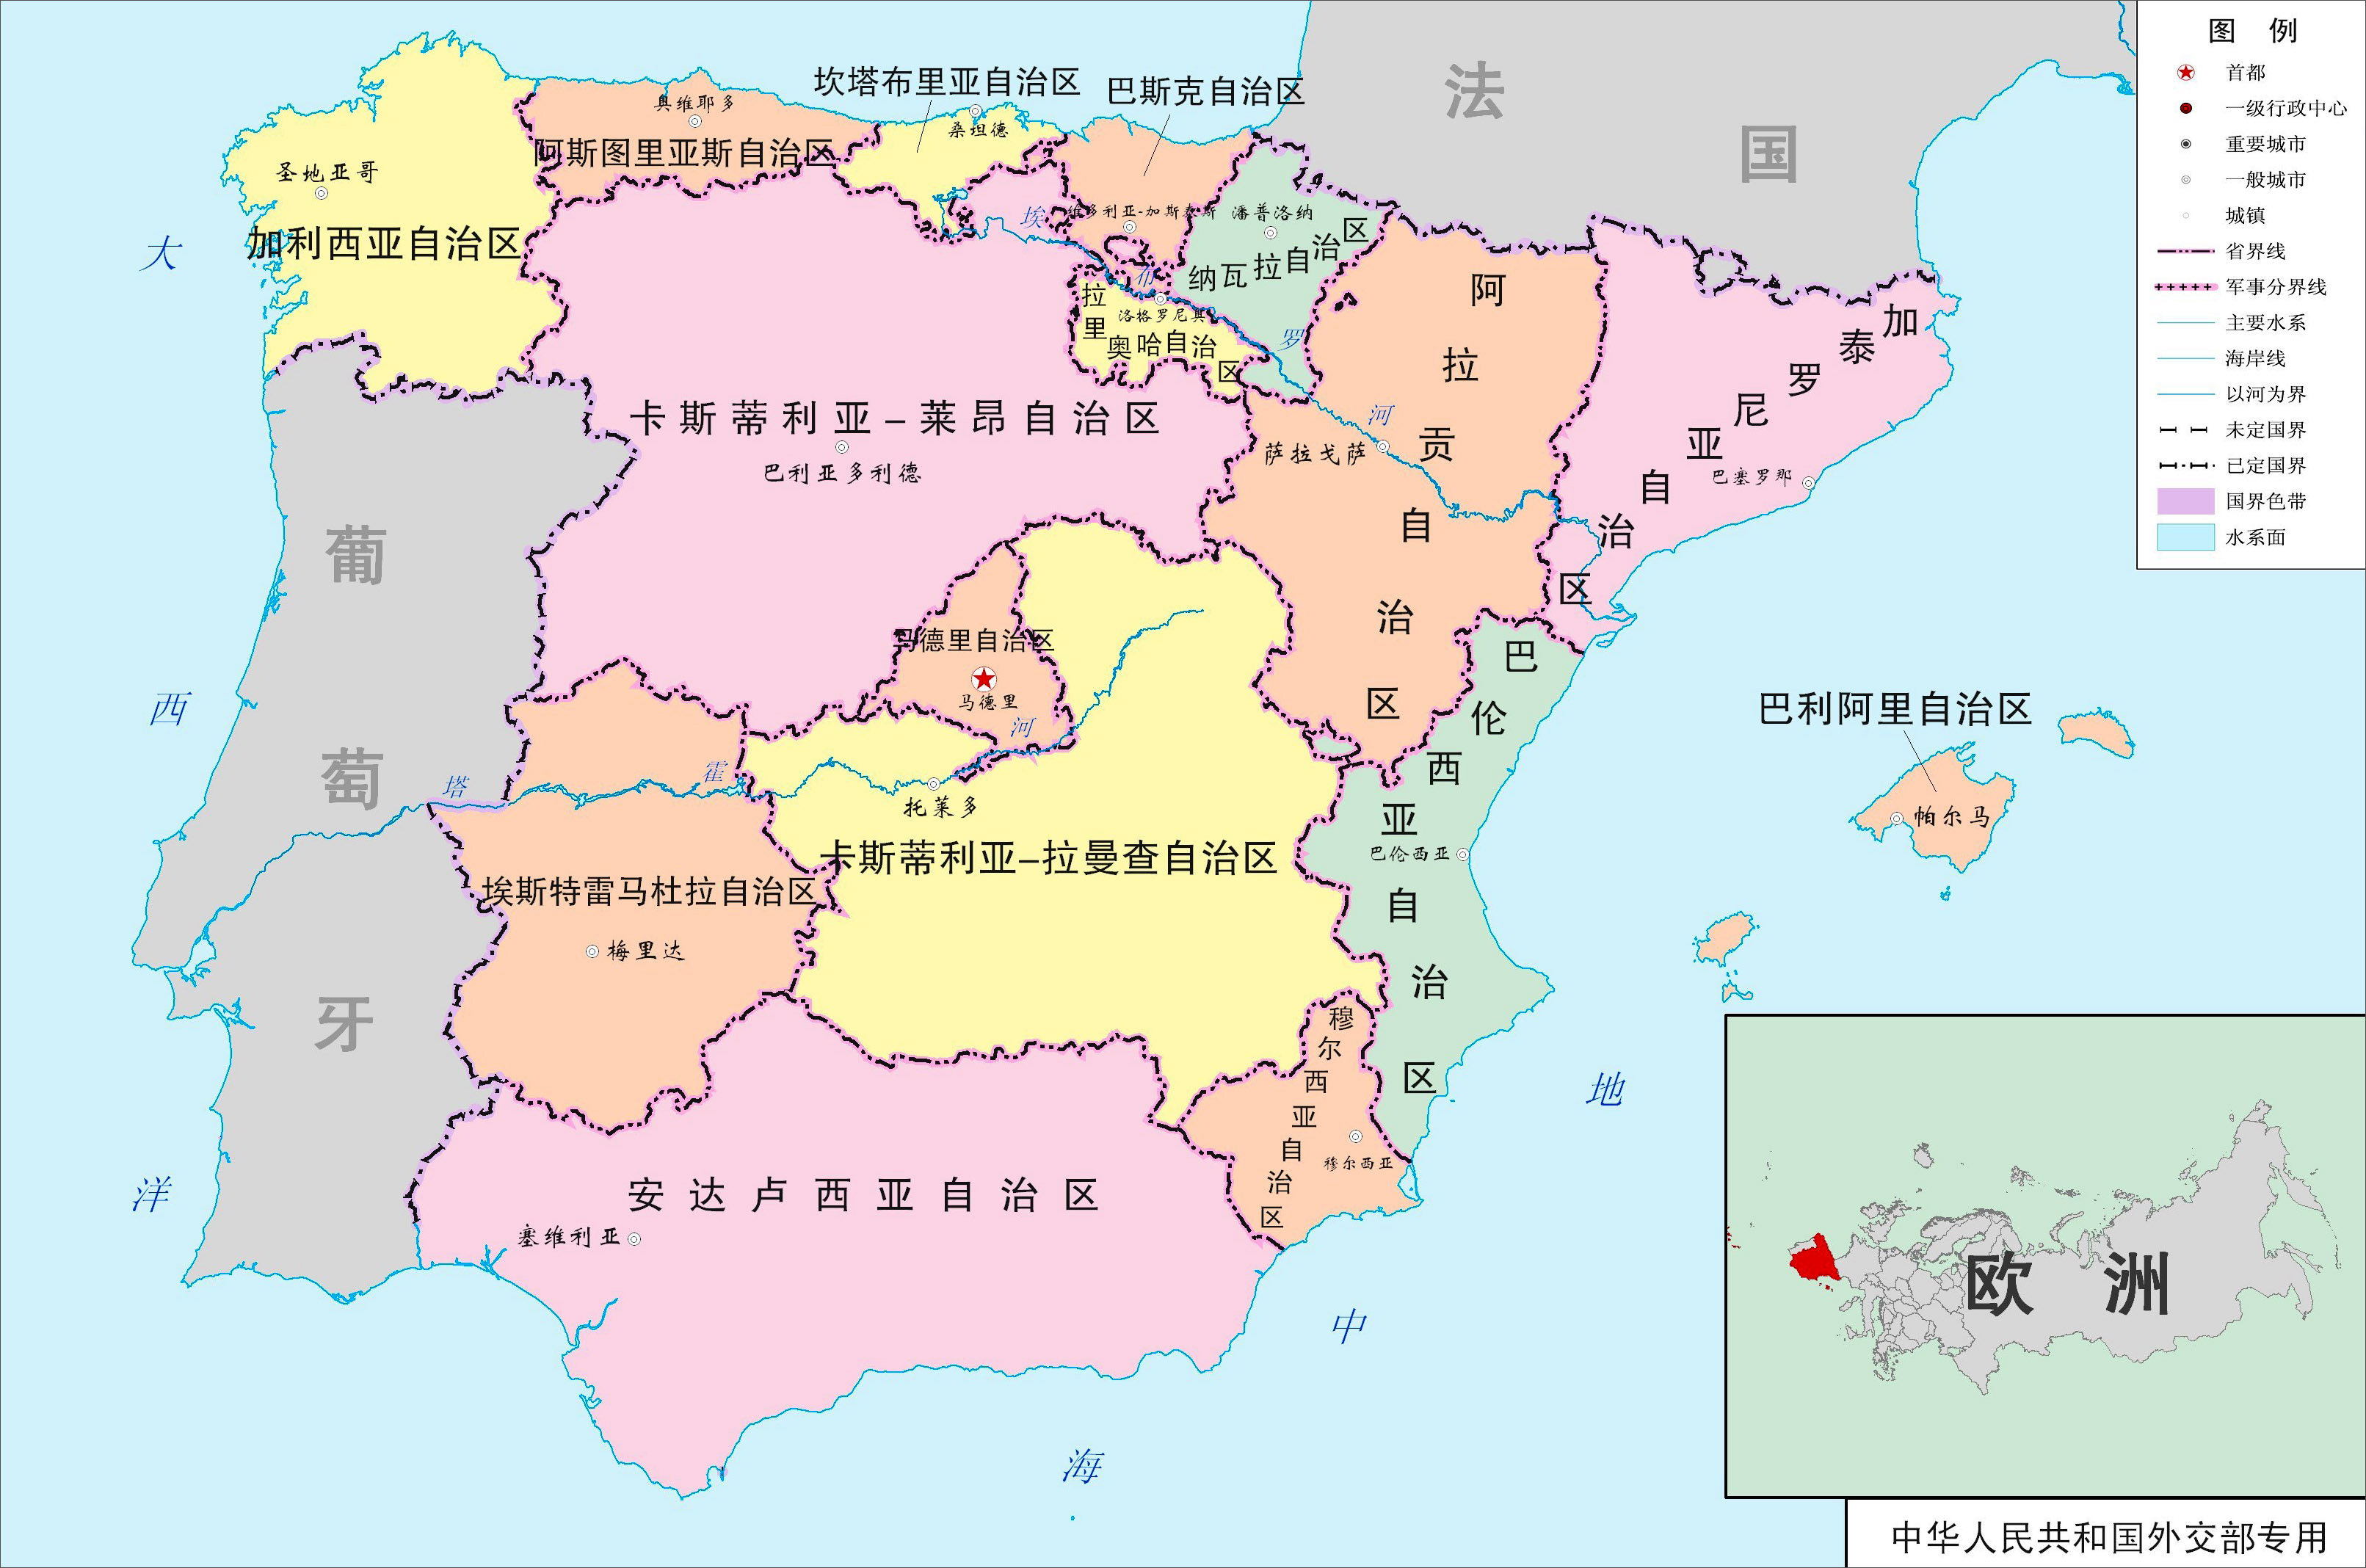 图 例
首都
一级行政中心
重要城市
一般城市
城镇
省界线
军事分界线
主要水系
海岸线
以河为界
未定国界
已定国界
国界色带
水系面
法国
葡萄牙
大西洋
地中海
坎塔布里亚自治区
桑坦德
巴斯克自治区
维多利亚-加斯泰斯
奥维耶多
阿斯图里亚斯自治区
圣地亚哥
加利西亚自治区
潘普洛纳
纳瓦拉自治区
洛格罗尼奥
拉里奥哈自治区
埃布罗河
卡斯蒂利亚-莱昂自治区
巴利亚多利德
阿拉贡自治区
萨拉戈萨
加泰罗尼亚自治区
巴塞罗那
马德里自治区
马德里
塔霍河
托莱多
卡斯蒂利亚-拉曼查自治区
巴伦西亚自治区
巴伦西亚
巴利阿里自治区
帕尔马
埃斯特雷马杜拉自治区
梅里达
穆尔西亚自治区
穆尔西亚
安达卢西亚自治区
塞维利亚
欧洲
中华人民共和国外交部专用